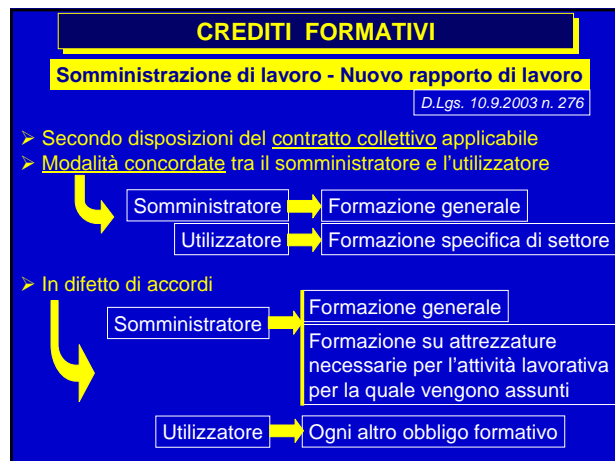 CREDITI FORMATIVI
Somministrazione di lavoro - Nuovo rapporto di lavoro
D.Lgs. 10.9.2003 n. 276
➢ Secondo disposizioni del contratto collettivo applicabile
➢ Modalità concordate tra il somministratore e l'utilizzatore
Somministratore
Formazione generale
Utilizzatore
Formazione specifica di settore
➢ In difetto di accordi
Somministratore
Formazione generale
Formazione su attrezzature
necessarie per l'attività lavorativa
per la quale vengono assunti
Utilizzatore
Ogni altro obbligo formativo